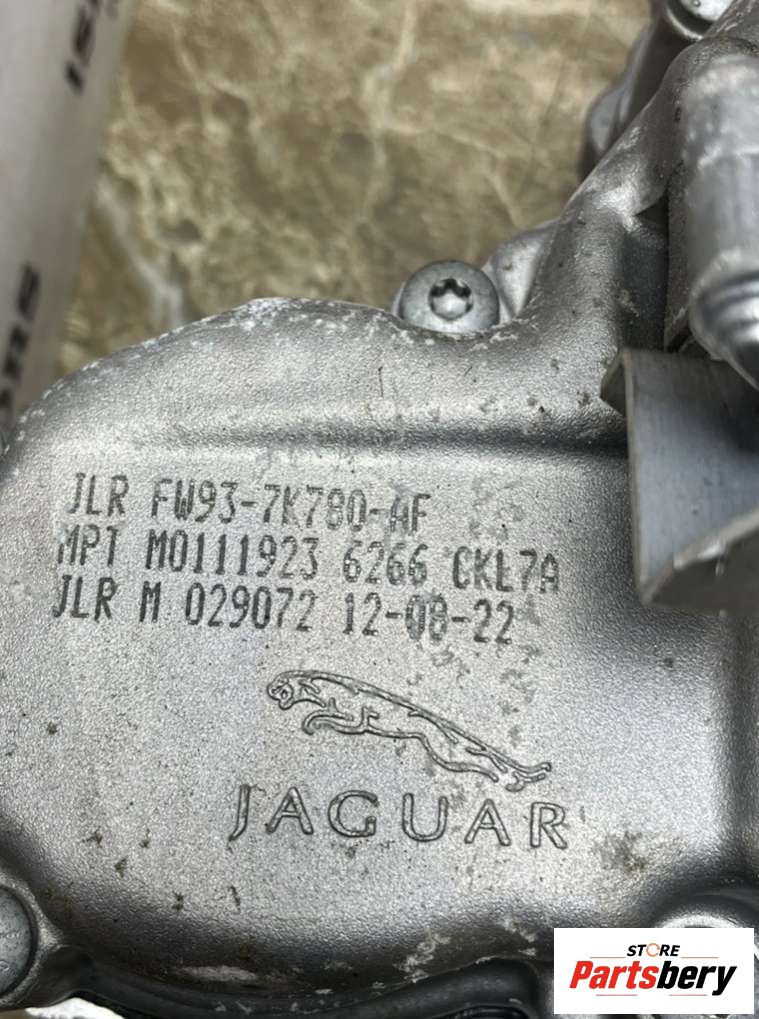 JLR FW93-7K780-AF
MPT M0111923 6266 CKL7A
JLR M 029072 12-08-22
JAGUAR
STORE
Partsbery